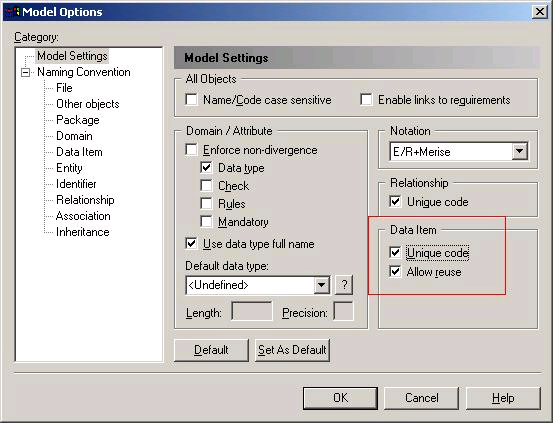 Model Options
Category:
Model Settings
Naming Convention
File
Other objects
Package
Domain
Data Item
Entity
Identifier
Relationship
Association
Inheritance
Model Settings
All Objects
Name/Code case sensitive
Enable links to requirements
Domain / Attribute
Enforce non-divergence
Data type
Check
Rules
Mandatory
Use data type full name
Default data type:
<Undefined>
?
Length:
Precision:
Notation
E/R+Merise
Relationship
Unique code
Data Item
Unique code
Allow reuse
Default
Set As Default
OK
Cancel
Help